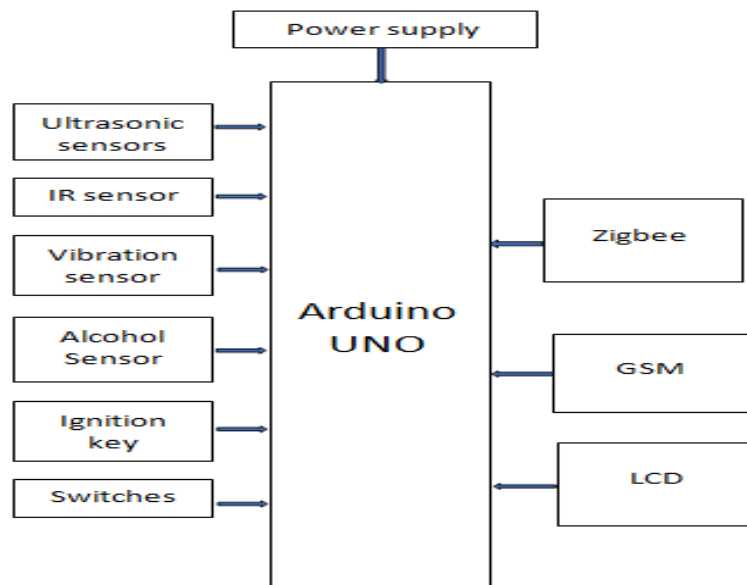 Power supply
Ultrasonic
sensors
IR sensor
Vibration
sensor
Alcohol
Sensor
Ignition
key
Switches
Arduino
UNO
Zigbee
GSM
LCD